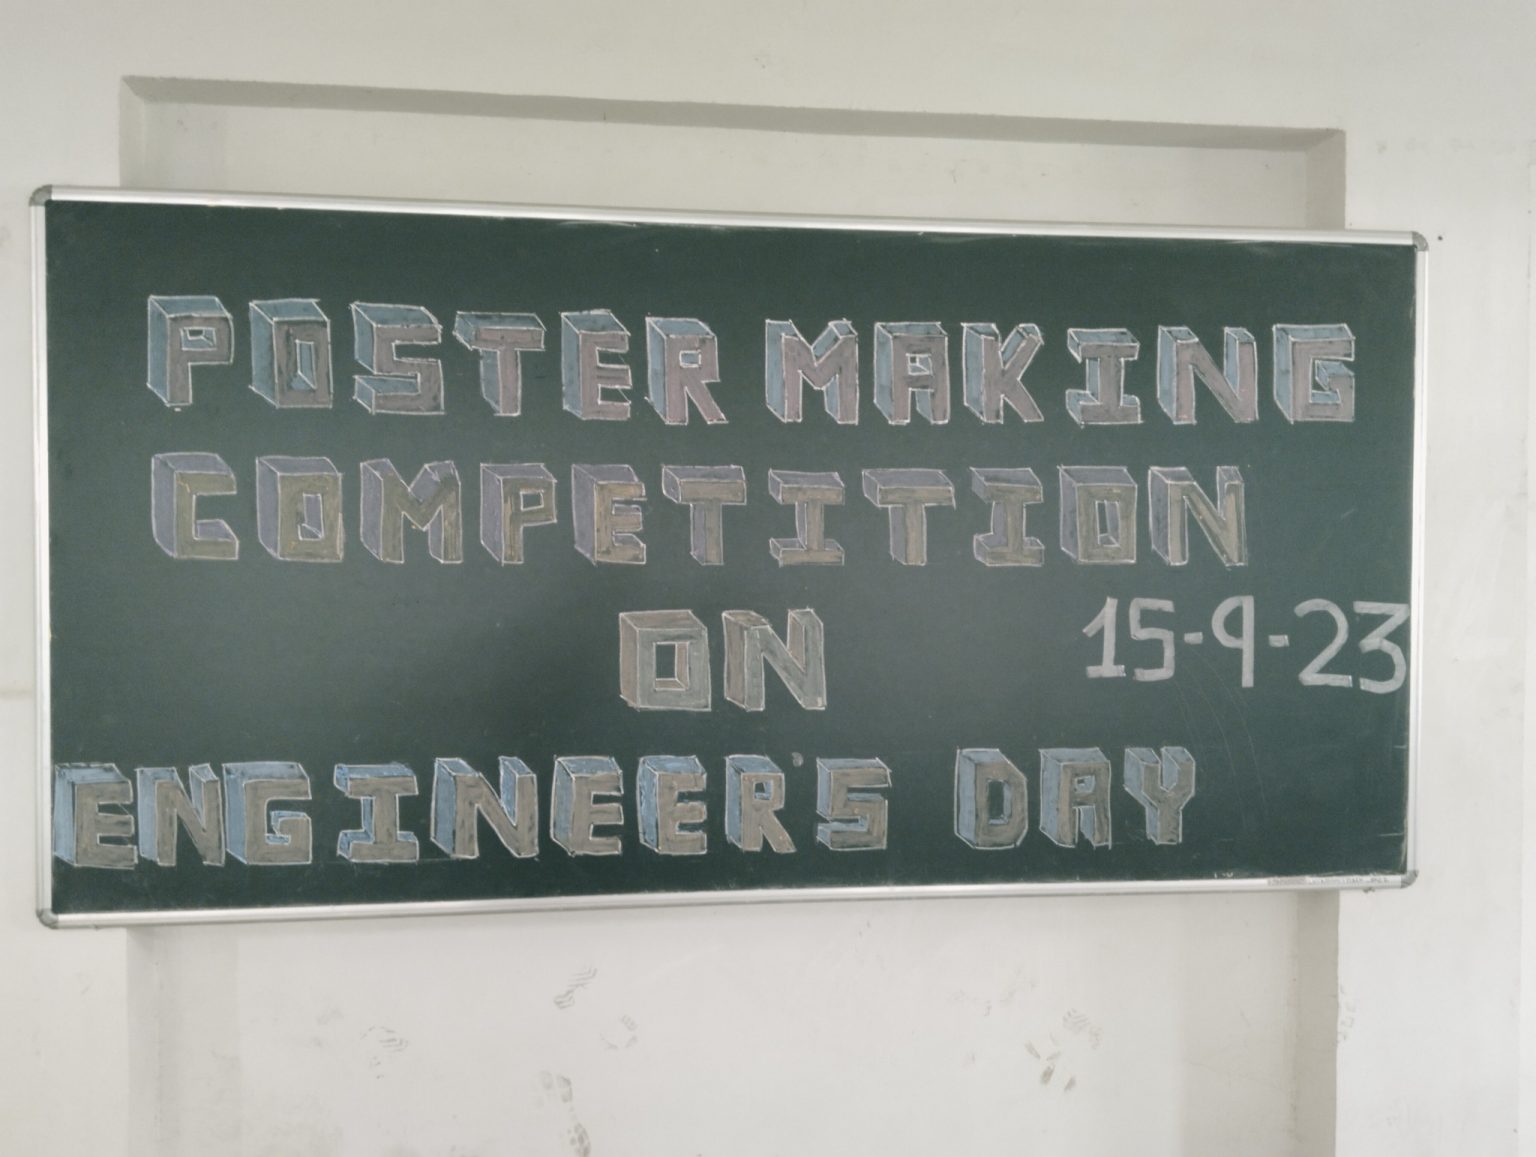 POSTER MAKING
COMPETITION
ON
15-9-23
ENGINEER'S DAY